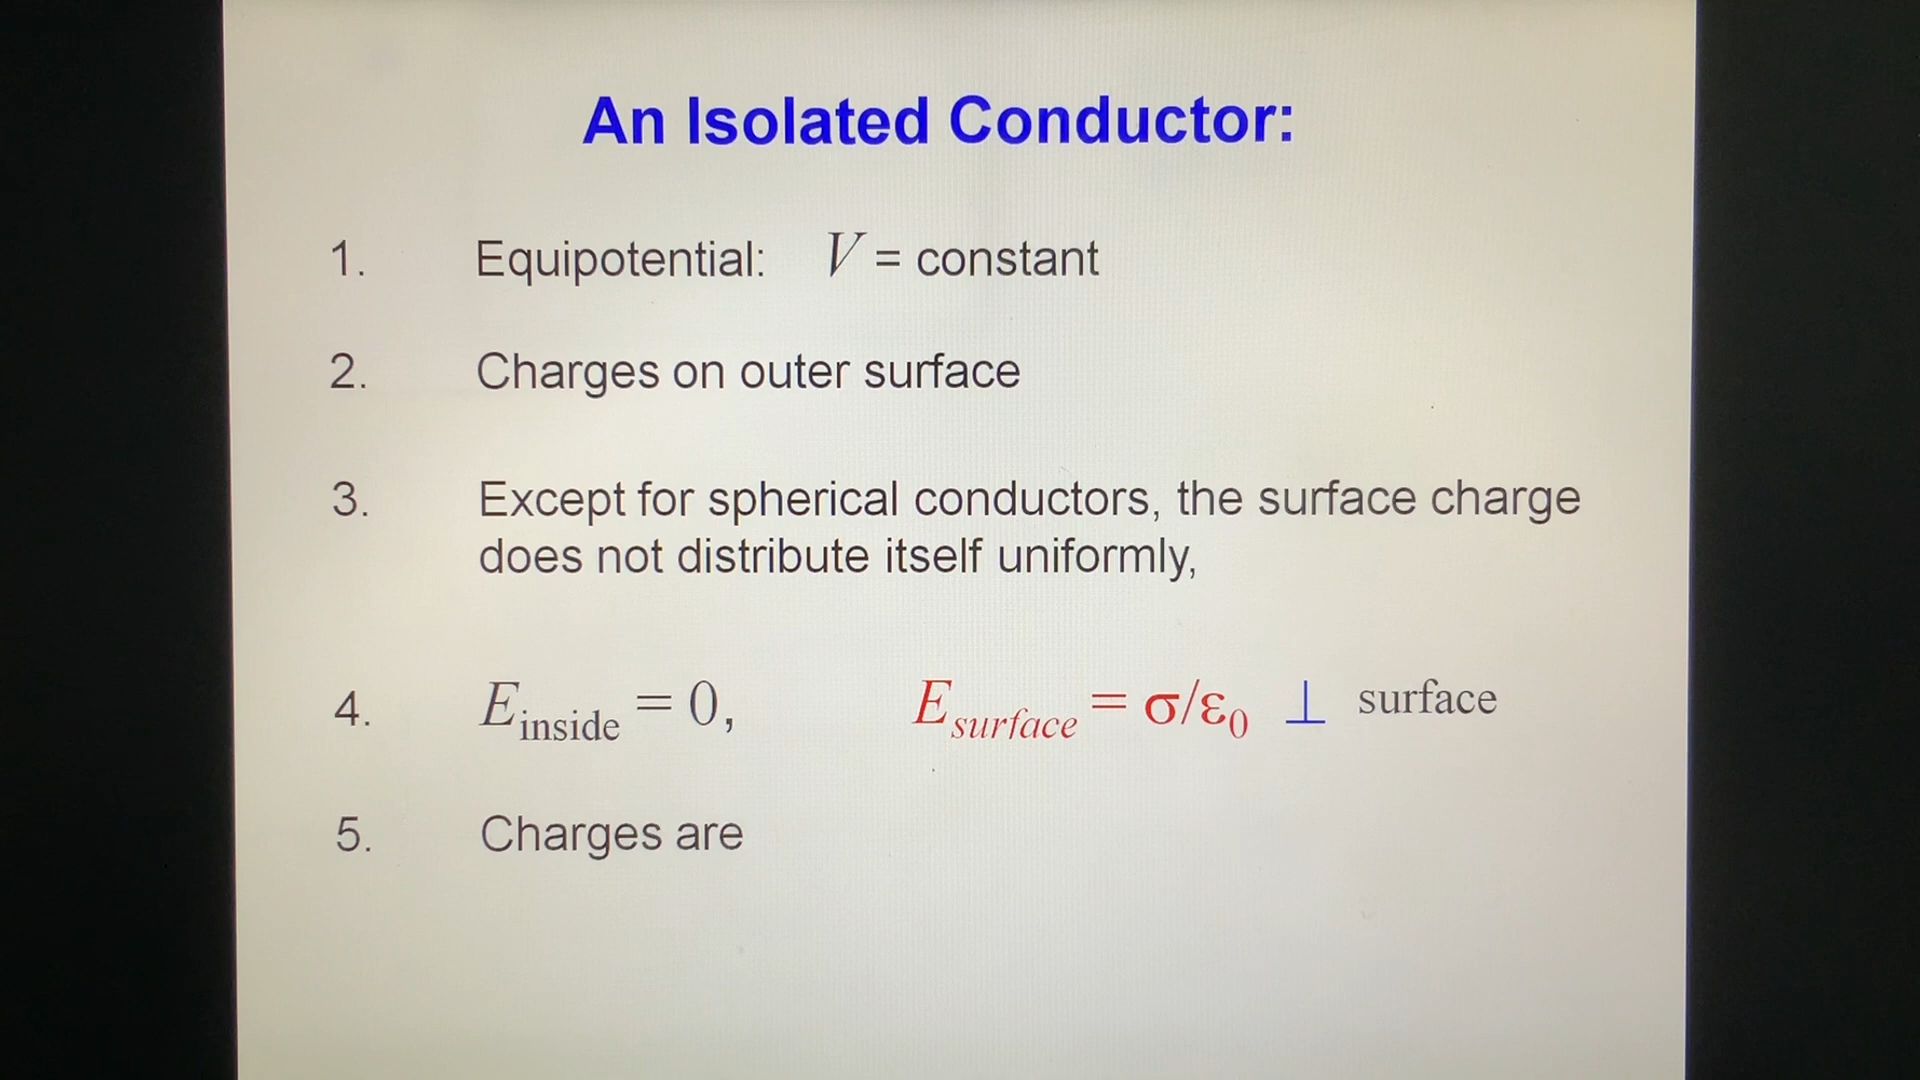 An Isolated Conductor:
1. Equipotential: V = constant
2. Charges on outer surface
3. Except for spherical conductors, the surface charge
does not distribute itself uniformly,
4. E_inside = 0, E_surface = σ/ε₀ ⊥ surface
5. Charges are